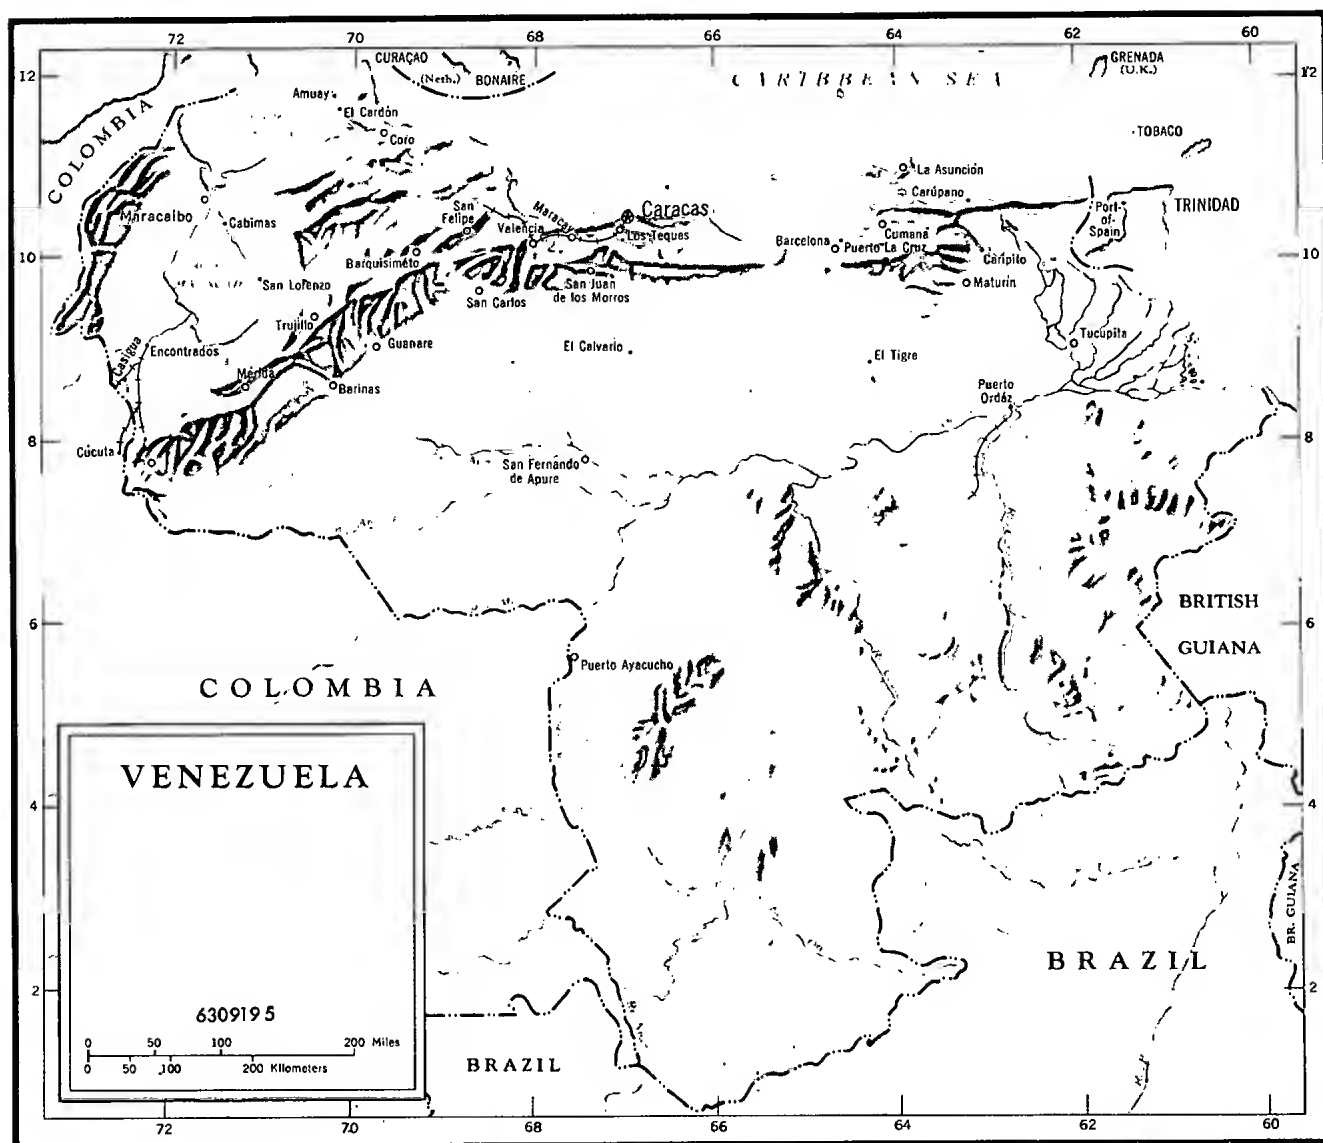 72 70 68 66 64 62 60
12 12
CURAÇAO
(Neth.) BONAIRE
CARIBBEAN SEA
GRENADA
(U.K.)
COLOMBIA
Amuay
El Cardón
Coro
TOBACO
La Asunción
Carúpano
Maracalbo
Cabimas
San
Felipe
Maracay
Valencia
Caracas
Los Teques
Barcelona
Cumaná
Puerto La Cruz
Port-
of-
Spain
TRINIDAD
10 10
Barquisimeto
San Lorenzo
San Carlos
San Juan
de los Morros
Caripito
Maturín
Trujillo
Guanare
El Calvario
El Tigre
Tucupita
Casigua
Encontrados
Mérida
Barinas
Puerto
Ordáz
8 8
Cúcuta
San Fernando
de Apure
6 6
BRITISH
GUIANA
Puerto Ayacucho
COLOMBIA
VENEZUELA
4 4
BR. GUIANA
BRAZIL
2 2
630919 5
0 50 100 200 Miles
0 50 100 200 Kilometers
BRAZIL
72 70 68 66 64 62 60